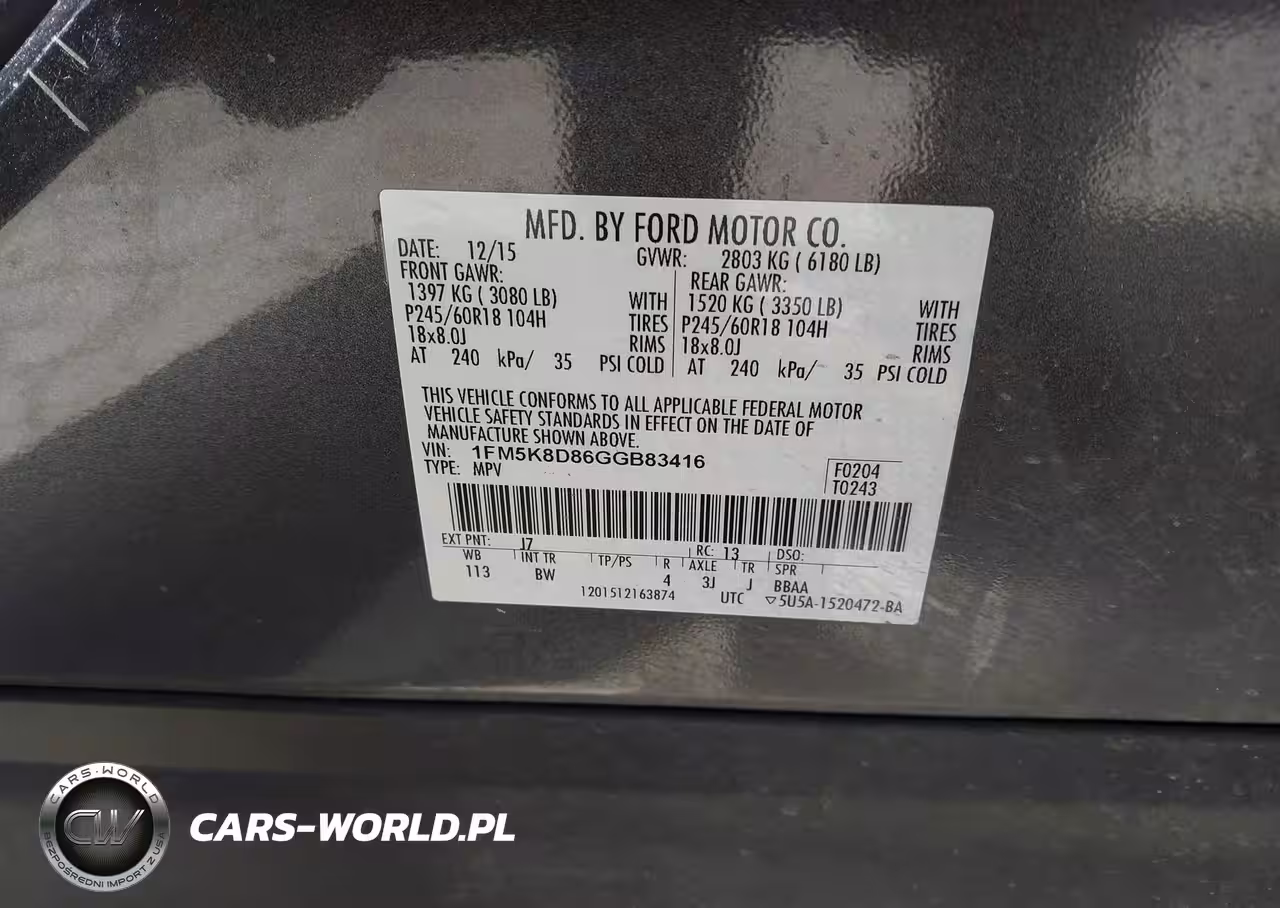 MFD. BY FORD MOTOR CO.
DATE: 12/15 GVWR: 2803 KG ( 6180 LB)
FRONT GAWR: REAR GAWR:
1397 KG ( 3080 LB) WITH 1520 KG ( 3350 LB) WITH
P245/60R18 104H TIRES P245/60R18 104H TIRES
18x8.0J RIMS 18x8.0J RIMS
AT 240 kPa/ 35 PSI COLD AT 240 kPa/ 35 PSI COLD
THIS VEHICLE CONFORMS TO ALL APPLICABLE FEDERAL MOTOR
VEHICLE SAFETY STANDARDS IN EFFECT ON THE DATE OF
MANUFACTURE SHOWN ABOVE.
VIN: 1FM5K8D86GGB83416
TYPE: MPV F0204
T0243
EXT PNT: J7 RC: 13 DSO:
WB INT TR TP/PS R AXLE TR SPR
113 BW 4 3J J BBAA
1201512163874 UTC ▽5U5A-1520472-BA
CARS-WORLD
CW
BEZPOŚREDNI IMPORT Z USA
CARS-WORLD.PL